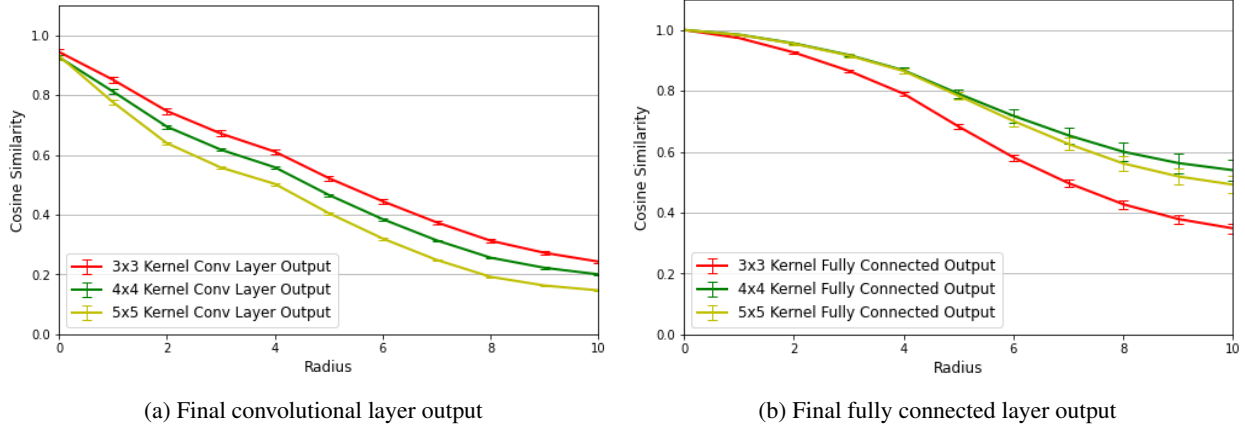 1.0
0.8
0.6
0.4
0.2
0.0
Cosine Similarity
3x3 Kernel Conv Layer Output
4x4 Kernel Conv Layer Output
5x5 Kernel Conv Layer Output
0 2 4 6 8 10
Radius
(a) Final convolutional layer output
1.0
0.8
0.6
0.4
0.2
0.0
Cosine Similarity
3x3 Kernel Fully Connected Output
4x4 Kernel Fully Connected Output
5x5 Kernel Fully Connected Output
0 2 4 6 8 10
Radius
(b) Final fully connected layer output